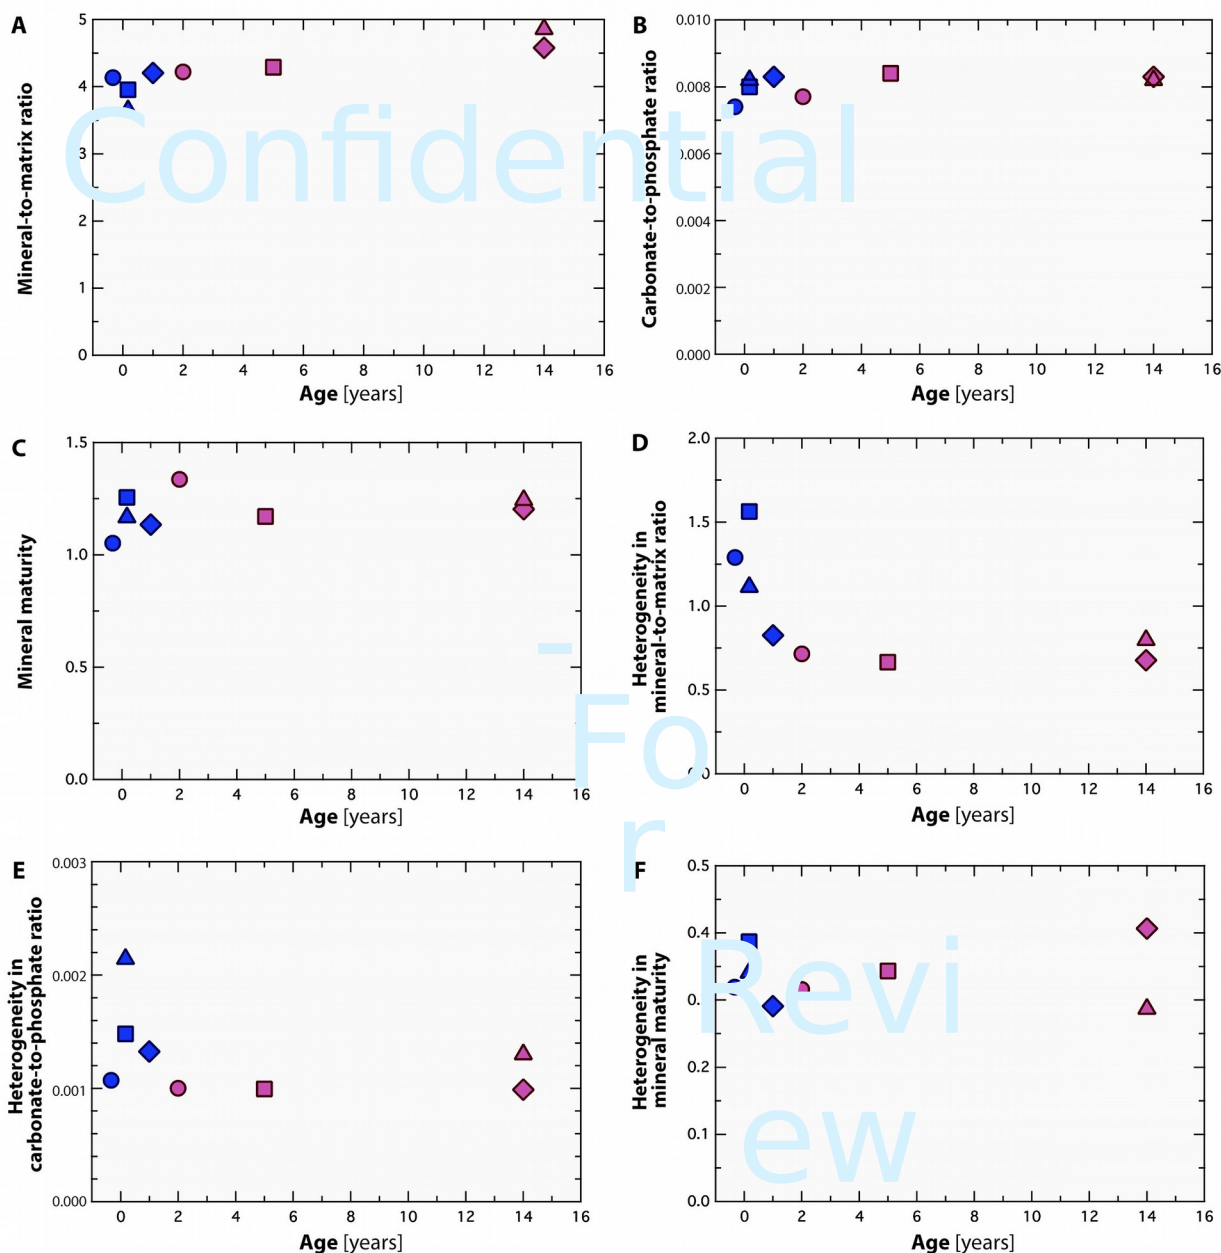 A
Mineral-to-matrix ratio
5
4
3
2
1
0
0 2 4 6 8 10 12 14 16
Age [years]
B
Carbonate-to-phosphate ratio
0.010
0.008
0.006
0.004
0.002
0.000
0 2 4 6 8 10 12 14 16
Age [years]
Confidential
C
Mineral maturity
1.5
1.0
0.5
0.0
0 2 4 6 8 10 12 14 16
Age [years]
D
Heterogeneity in
mineral-to-matrix ratio
2.0
1.5
1.0
0.5
0.0
0 2 4 6 8 10 12 14 16
Age [years]
-
Fo
r
E
Heterogeneity in
carbonate-to-phosphate ratio
0.003
0.002
0.001
0.000
0 2 4 6 8 10 12 14 16
Age [years]
F
Heterogeneity in
mineral maturity
0.5
0.4
0.3
0.2
0.1
0.0
0 2 4 6 8 10 12 14 16
Age [years]
Revi
ew